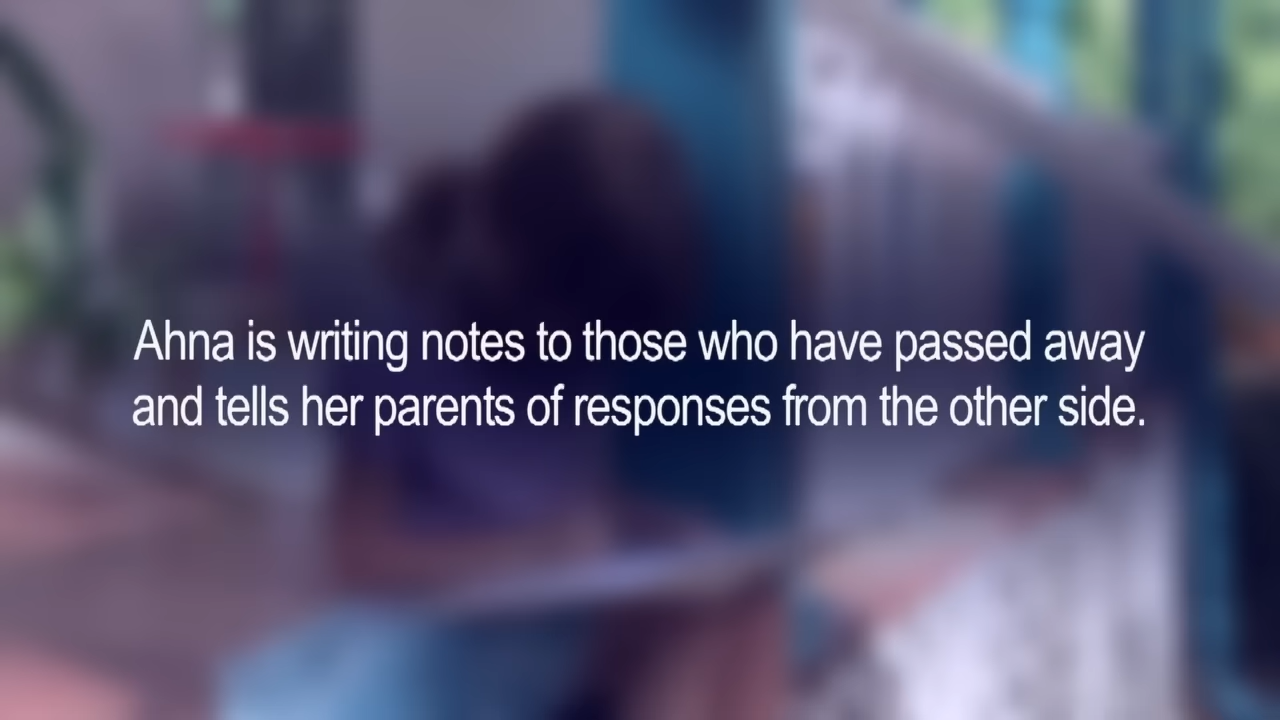 Ahna is writing notes to those who have passed away
and tells her parents of responses from the other side.